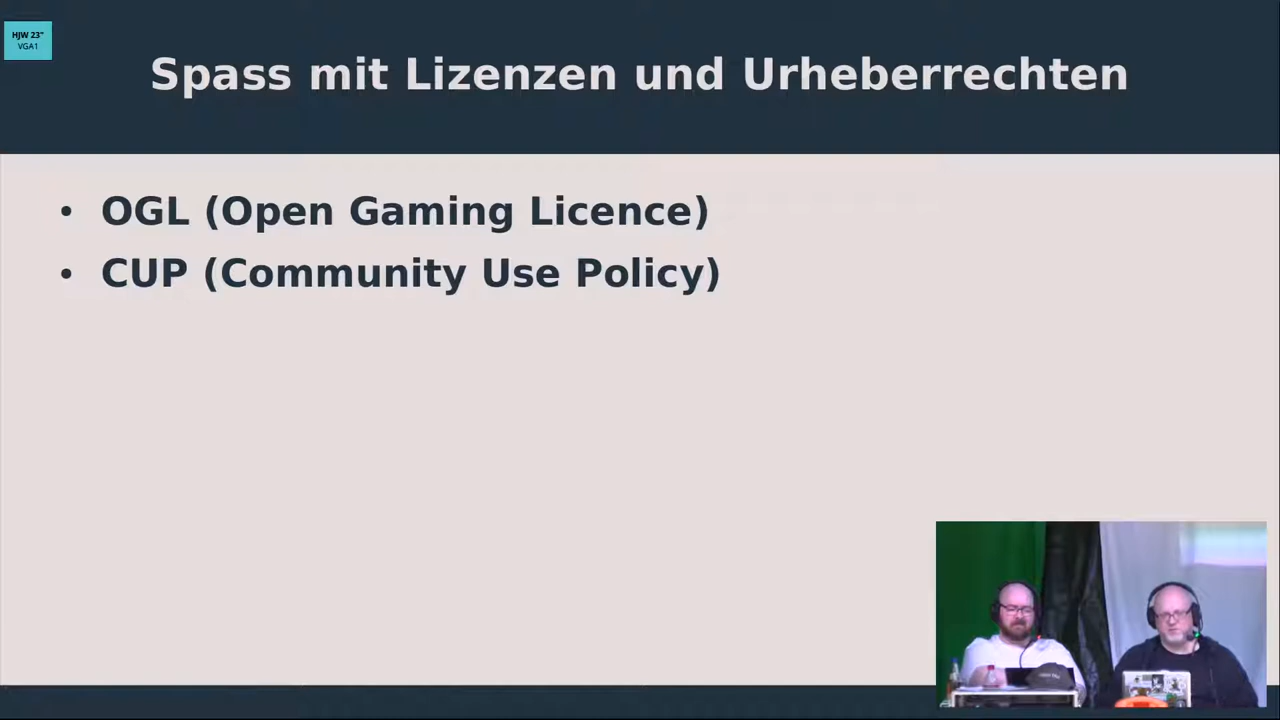 HJW 23"
VGA1
Spass mit Lizenzen und Urheberrechten
• OGL (Open Gaming Licence)
• CUP (Community Use Policy)